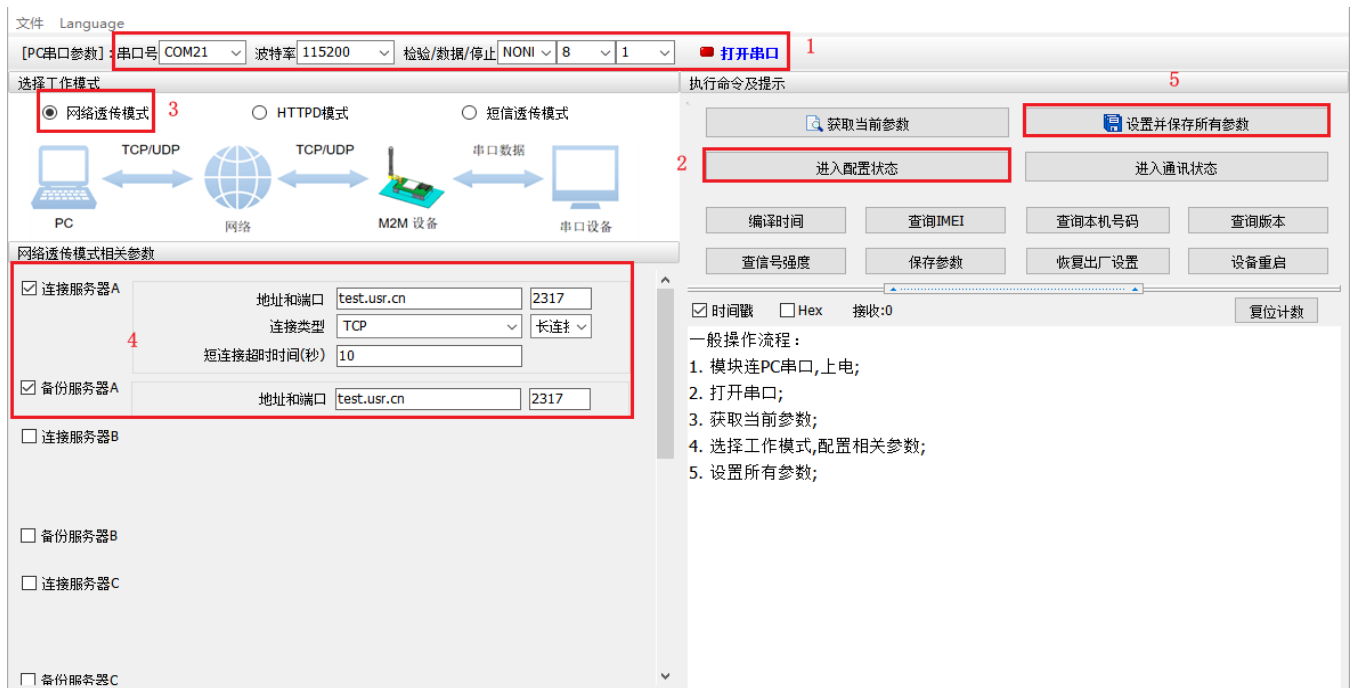 文件 Language
[PC串口参数]:串口号 COM21 波特率 115200 检验/数据/停止 NONI 8 1 打开串口 1
选择工作模式
网络透传模式 3 HTTPD模式 短信透传模式
TCP/UDP TCP/UDP 串口数据
PC 网络 M2M 设备 串口设备
网络透传模式相关参数
连接服务器A
地址和端口 test.usr.cn 2317
连接类型 TCP 长连接
4
短连接超时时间(秒) 10
备份服务器A
地址和端口 test.usr.cn 2317
连接服务器B
备份服务器B
连接服务器C
备份服务器C
执行命令及提示 5
获取当前参数 设置并保存所有参数
2 进入配置状态 进入通讯状态
编译时间 查询IMEI 查询本机号码 查询版本
查信号强度 保存参数 恢复出厂设置 设备重启
时间戳 Hex 接收:0 复位计数
一般操作流程：
1. 模块连PC串口,上电;
2. 打开串口;
3. 获取当前参数;
4. 选择工作模式,配置相关参数;
5. 设置所有参数;